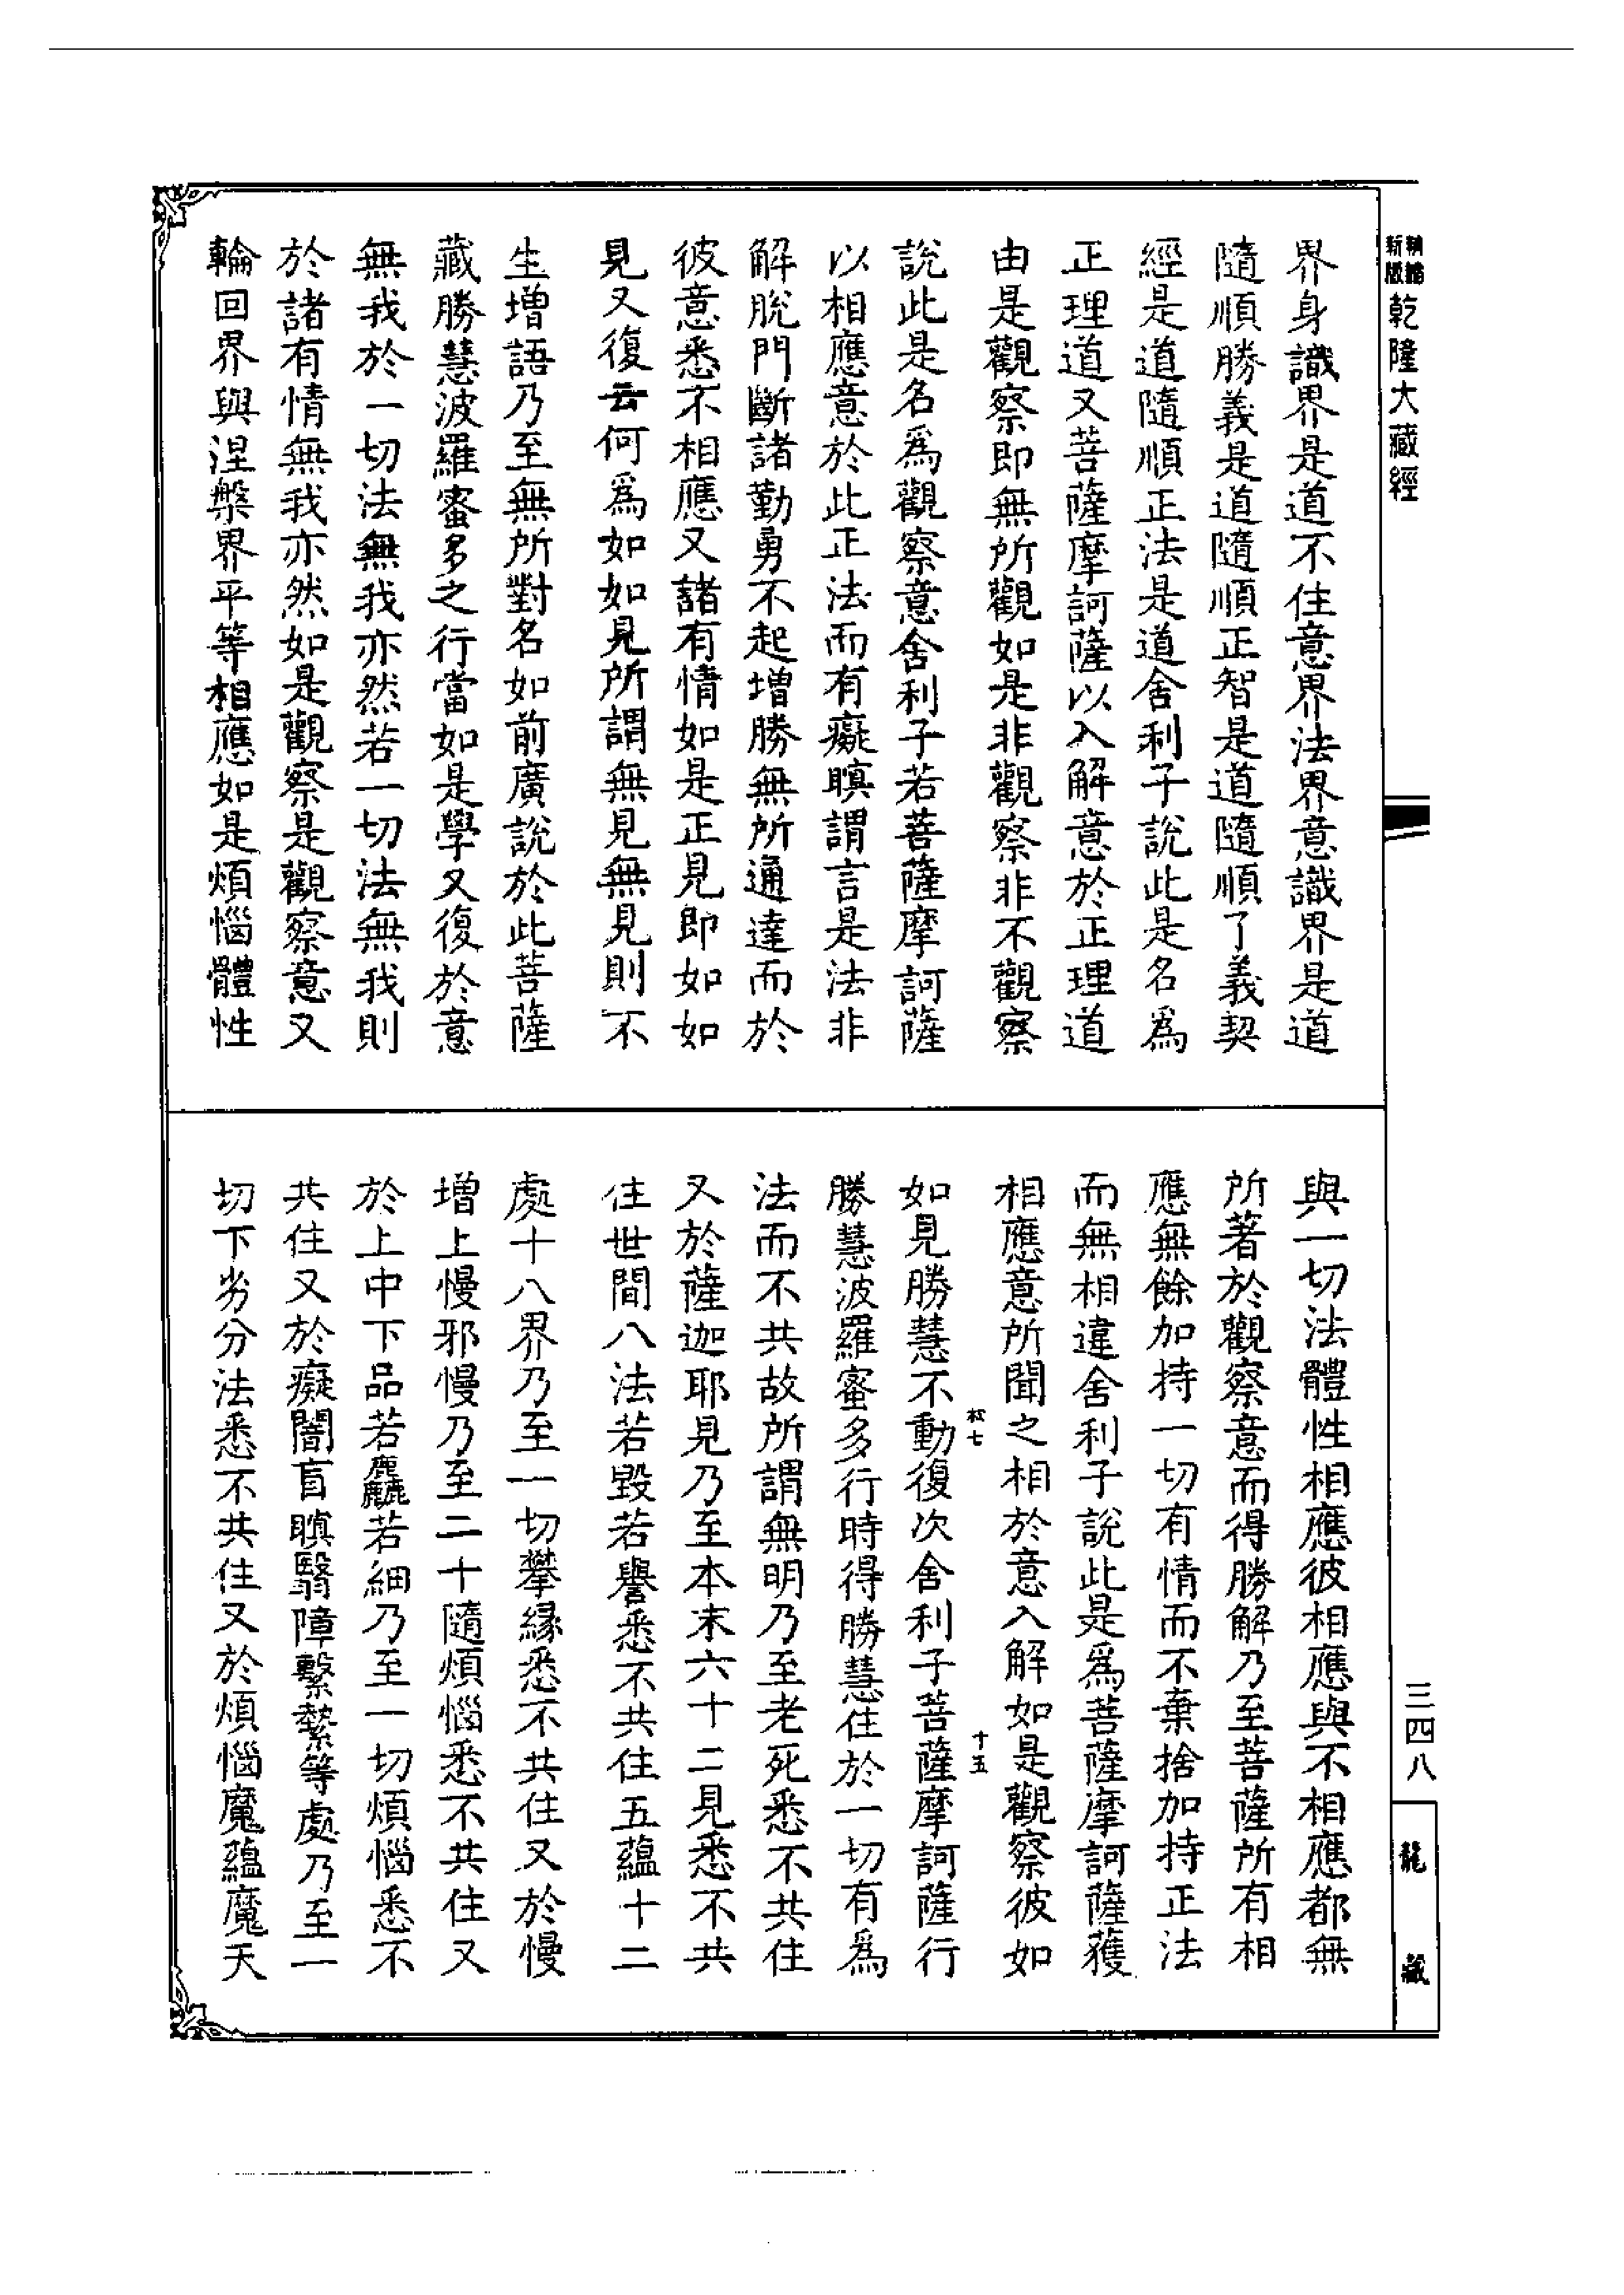 新版
精縮
乾隆大藏經
界身識界是道不住意界法界意識界是道
隨順勝義是道隨順正智是道隨順了義契
經是道隨順正法是道舍利子說此是名為
正理道又菩薩摩訶薩以入解意於正理道
由是觀察即無所觀如是非觀察非不觀察
說此是名為觀察意舍利子若菩薩摩訶薩
以相應意於此正法而有癡瞑謂言是法非
解脫門斷諸勤勇不起增勝無所通達而於
彼意悉不相應又諸有情如是正見即如如
見又復云何為如如見所謂無見無見則不
生增語乃至無所對名如前廣說於此菩薩
藏勝慧波羅蜜多之行當如是學又復於意
無我於一切法無我亦然若一切法無我則
於諸有情無我亦然如是觀察是觀察意又
輪回界與涅槃界平等相應如是煩惱體性
與一切法體性相應彼相應與不相應都無
所著於觀察意而得勝解乃至菩薩所有相
應無餘加持一切有情而不棄捨加持正法
而無相違舍利子說此是為菩薩摩訶薩獲
相應意所聞之相於意入解如是觀察彼如
如見勝慧不動復次舍利子菩薩摩訶薩行
勝慧波羅蜜多行時得勝慧住於一切有為
法而不共故所謂無明乃至老死悉不共住
又於薩迦耶見乃至本末六十二見悉不共
住世間八法若毀若譽悉不共住五蘊十二
處十八界乃至一切攀緣悉不共住又於慢
增上慢邪慢乃至二十隨煩惱悉不共住又
於上中下品若麤若細乃至一切煩惱悉不
共住又於癡闇盲瞑翳障繫縶等處乃至一
切下劣分法悉不共住又於煩惱魔蘊魔天
松七
十五
三四八
龍藏